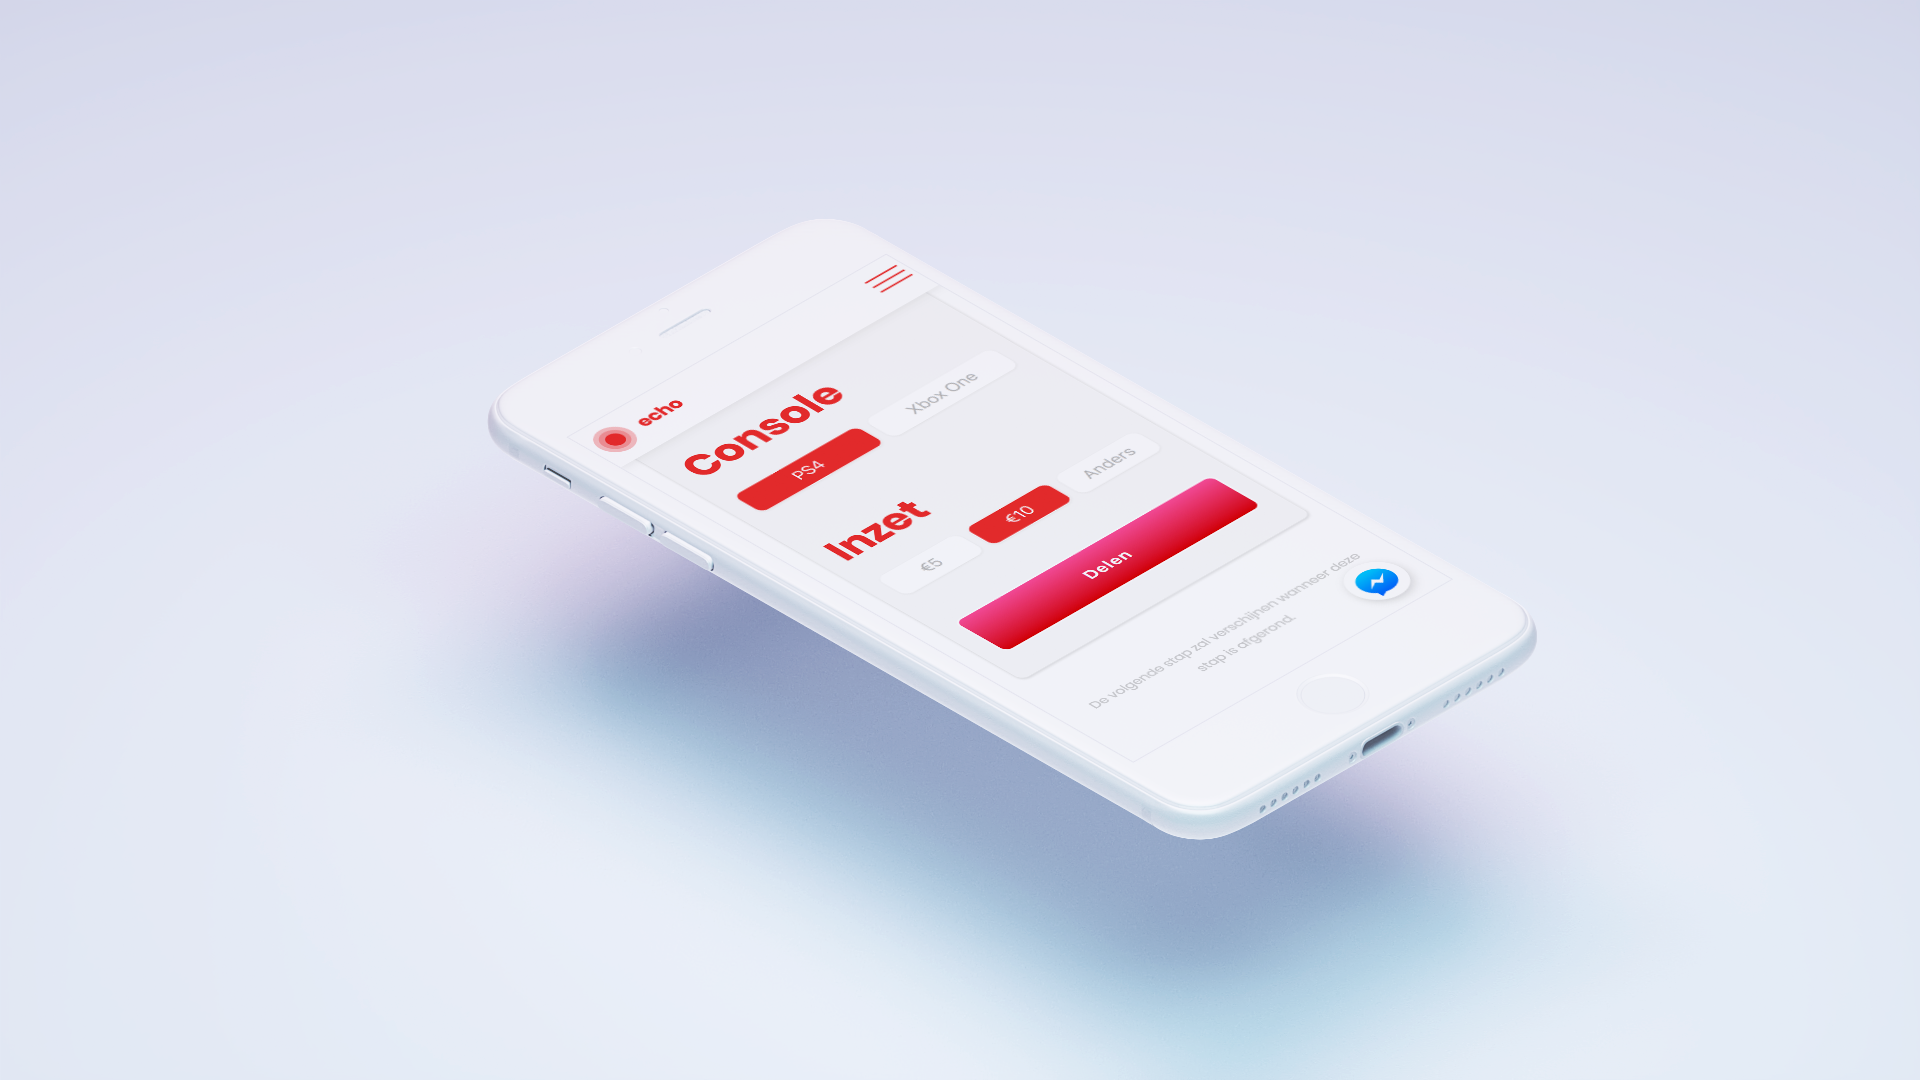 echo
Console
PS4
Xbox One
Inzet
€5
€10
Anders
Delen
De volgende stap zal verschijnen wanneer deze
stap is afgerond.